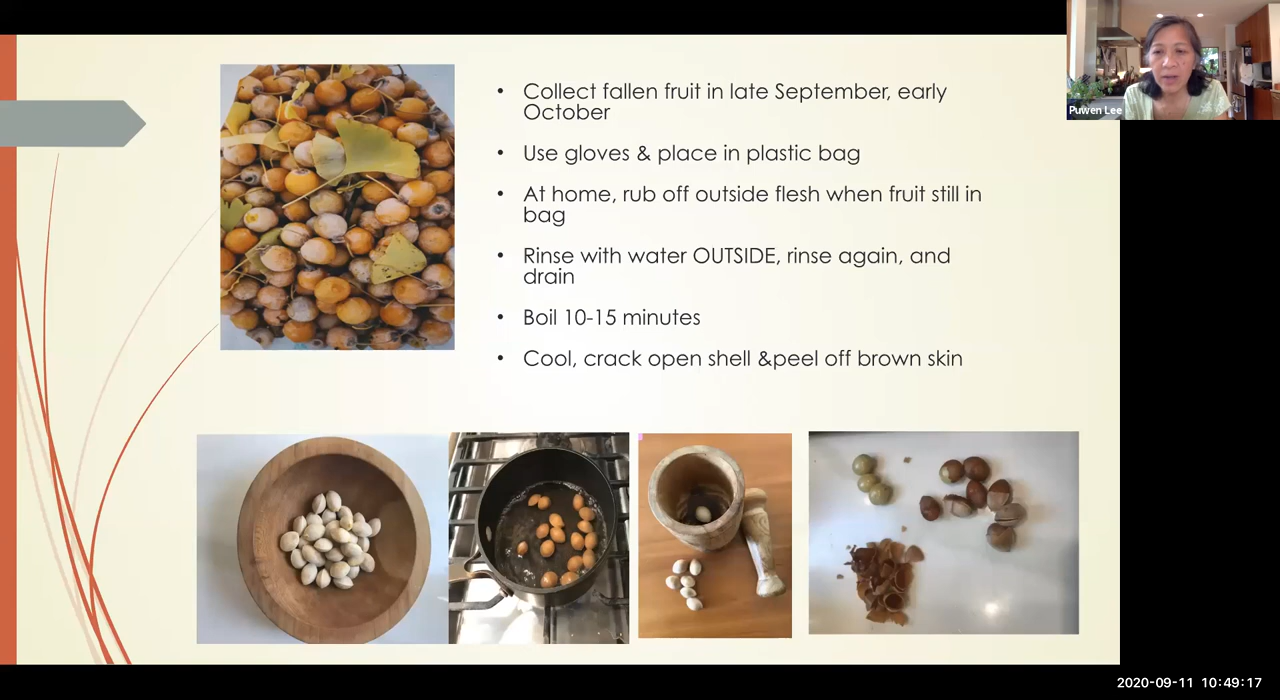 Puwen Lee
• Collect fallen fruit in late September, early
October
• Use gloves & place in plastic bag
• At home, rub off outside flesh when fruit still in
bag
• Rinse with water OUTSIDE, rinse again, and
drain
• Boil 10-15 minutes
• Cool, crack open shell &peel off brown skin
2020-09-11 10:49:17